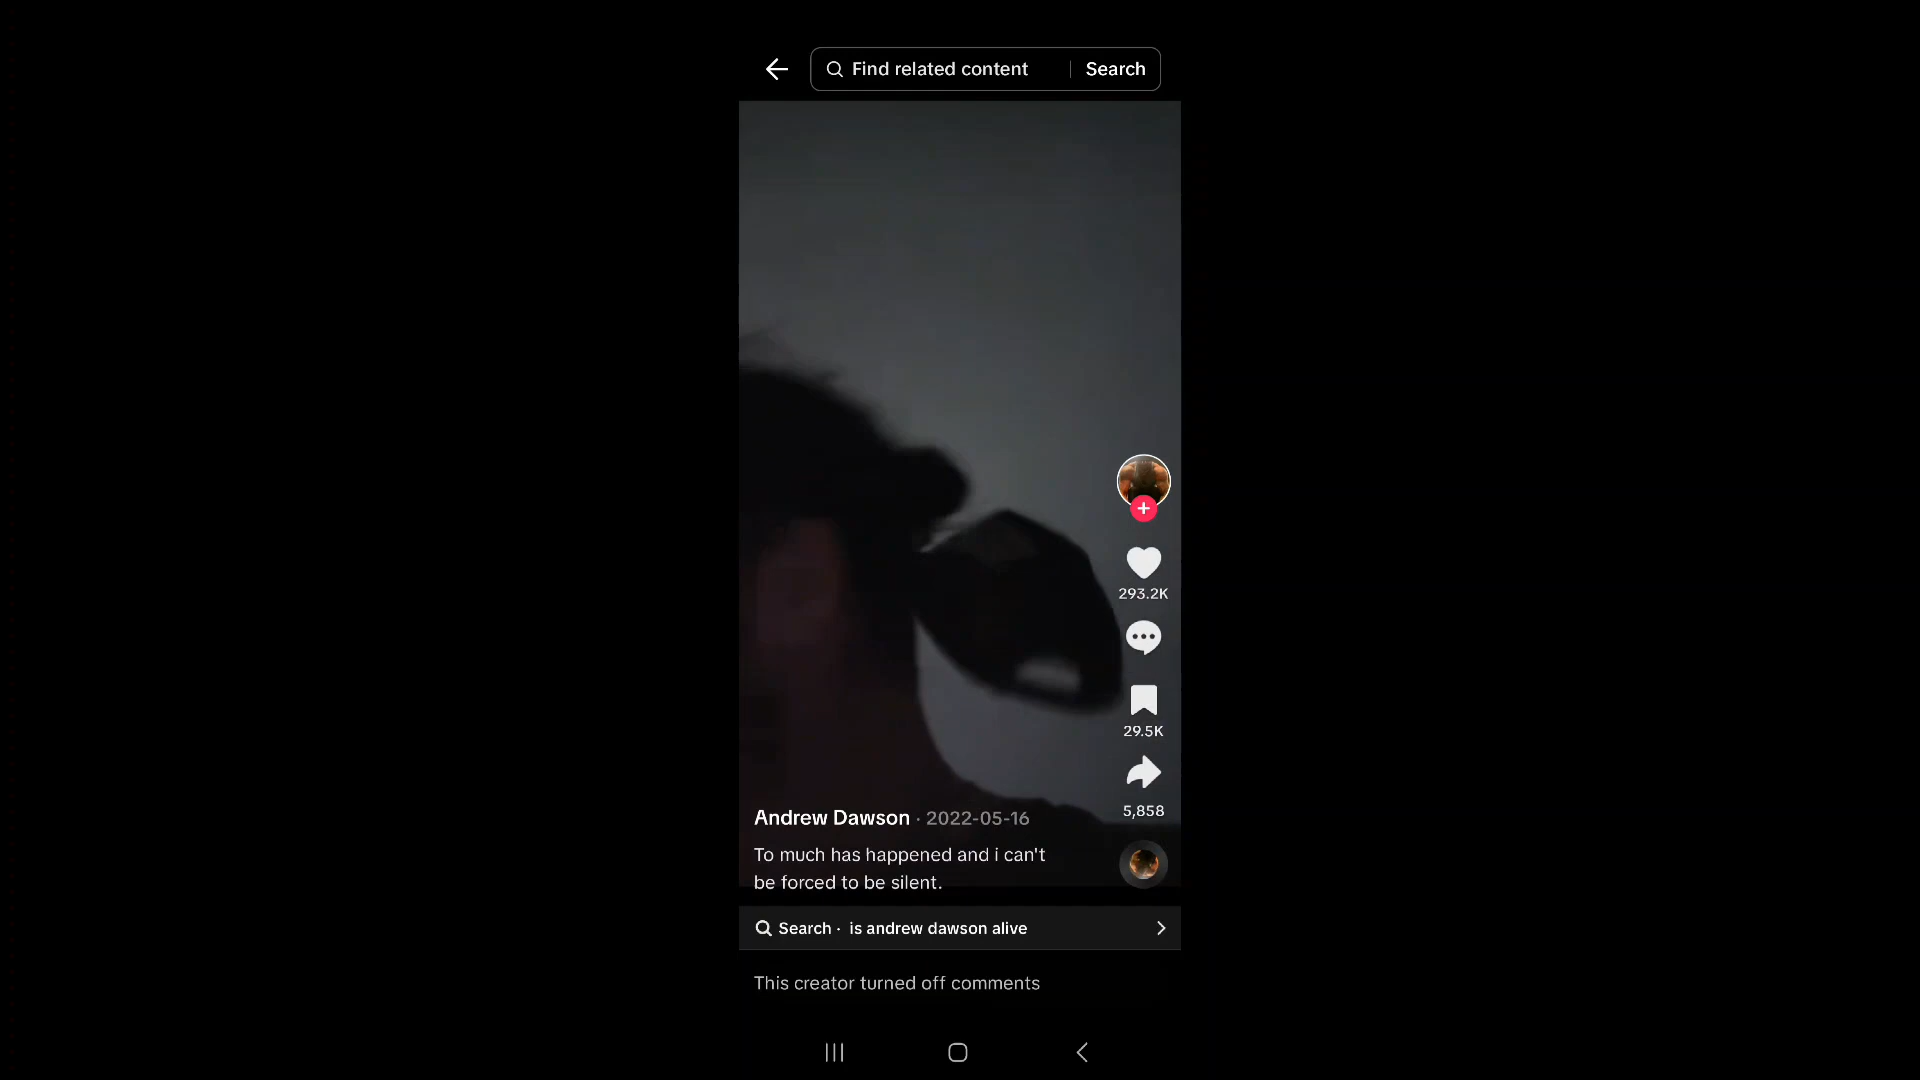 Find related content
Search
293.2K
29.5K
5,858
Andrew Dawson · 2022-05-16
To much has happened and i can't
be forced to be silent.
Search · is andrew dawson alive
This creator turned off comments